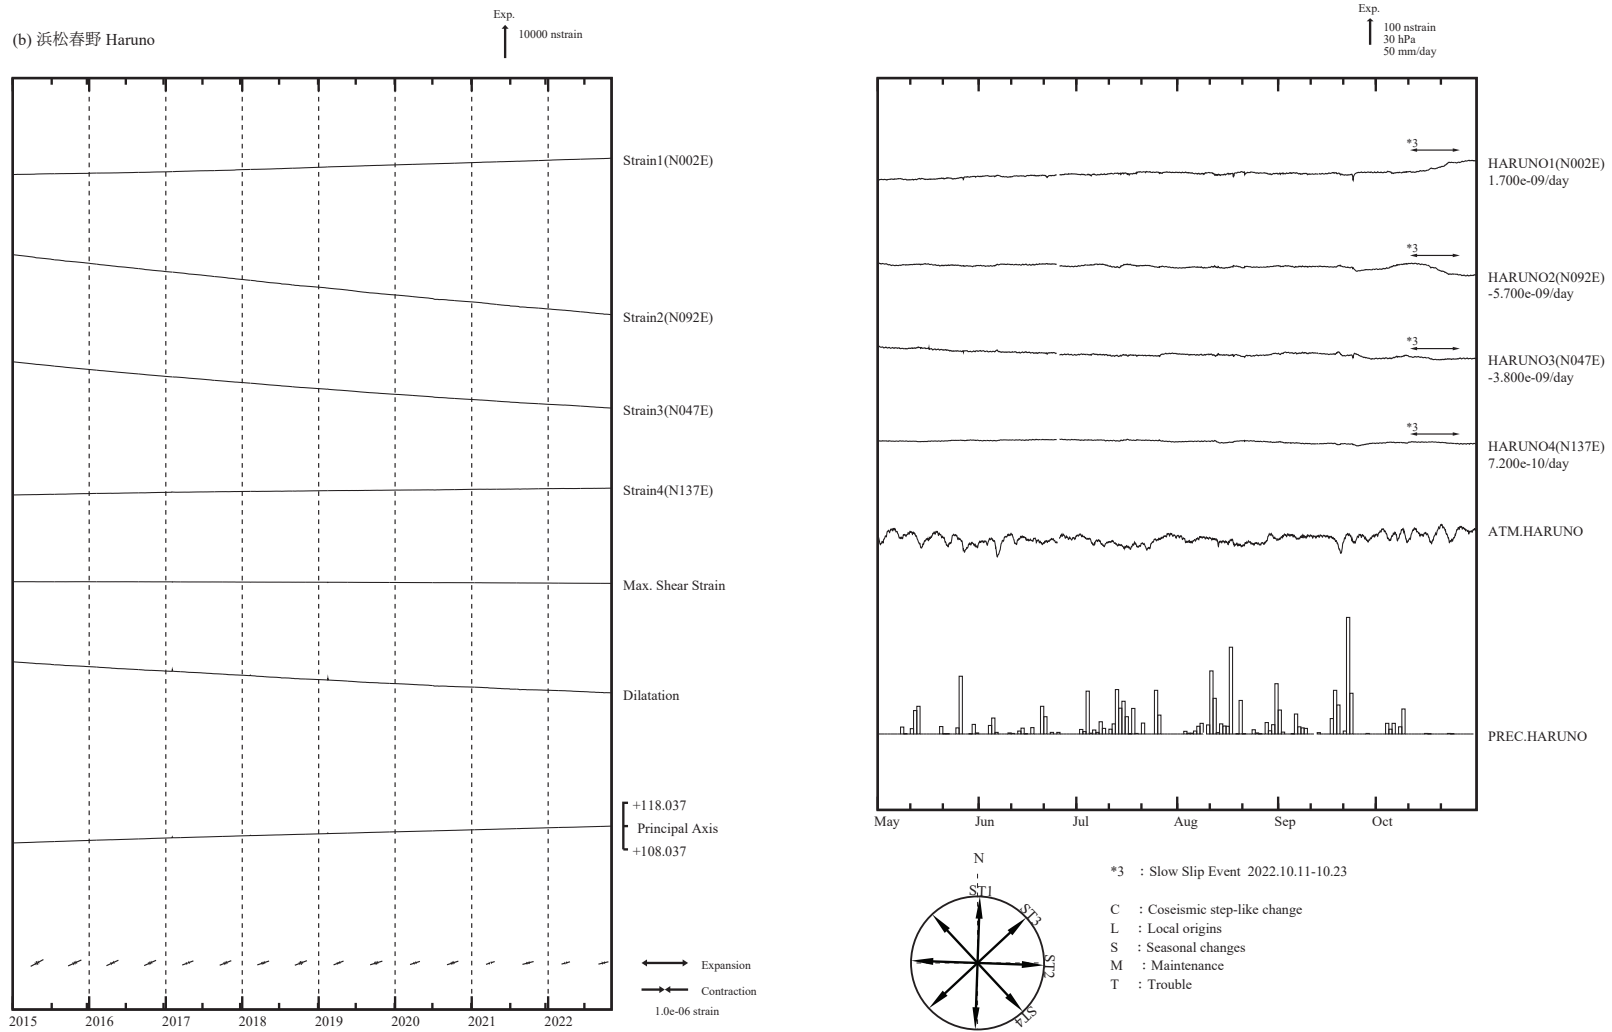 (b) 浜松春野 Haruno
Exp.
10000 nstrain
Strain1(N002E)
Strain2(N092E)
Strain3(N047E)
Strain4(N137E)
Max. Shear Strain
Dilatation
+118.037
Principal Axis
+108.037
Expansion
Contraction
1.0e-06 strain
2015 2016 2017 2018 2019 2020 2021 2022
Exp.
100 nstrain
30 hPa
50 mm/day
*3
HARUNO1(N002E)
1.700e-09/day
*3
HARUNO2(N092E)
-5.700e-09/day
*3
HARUNO3(N047E)
-3.800e-09/day
*3
HARUNO4(N137E)
7.200e-10/day
ATM.HARUNO
PREC.HARUNO
May Jun Jul Aug Sep Oct
N
ST1
ST3
ST2
ST4
*3 : Slow Slip Event 2022.10.11-10.23
C : Coseismic step-like change
L : Local origins
S : Seasonal changes
M : Maintenance
T : Trouble